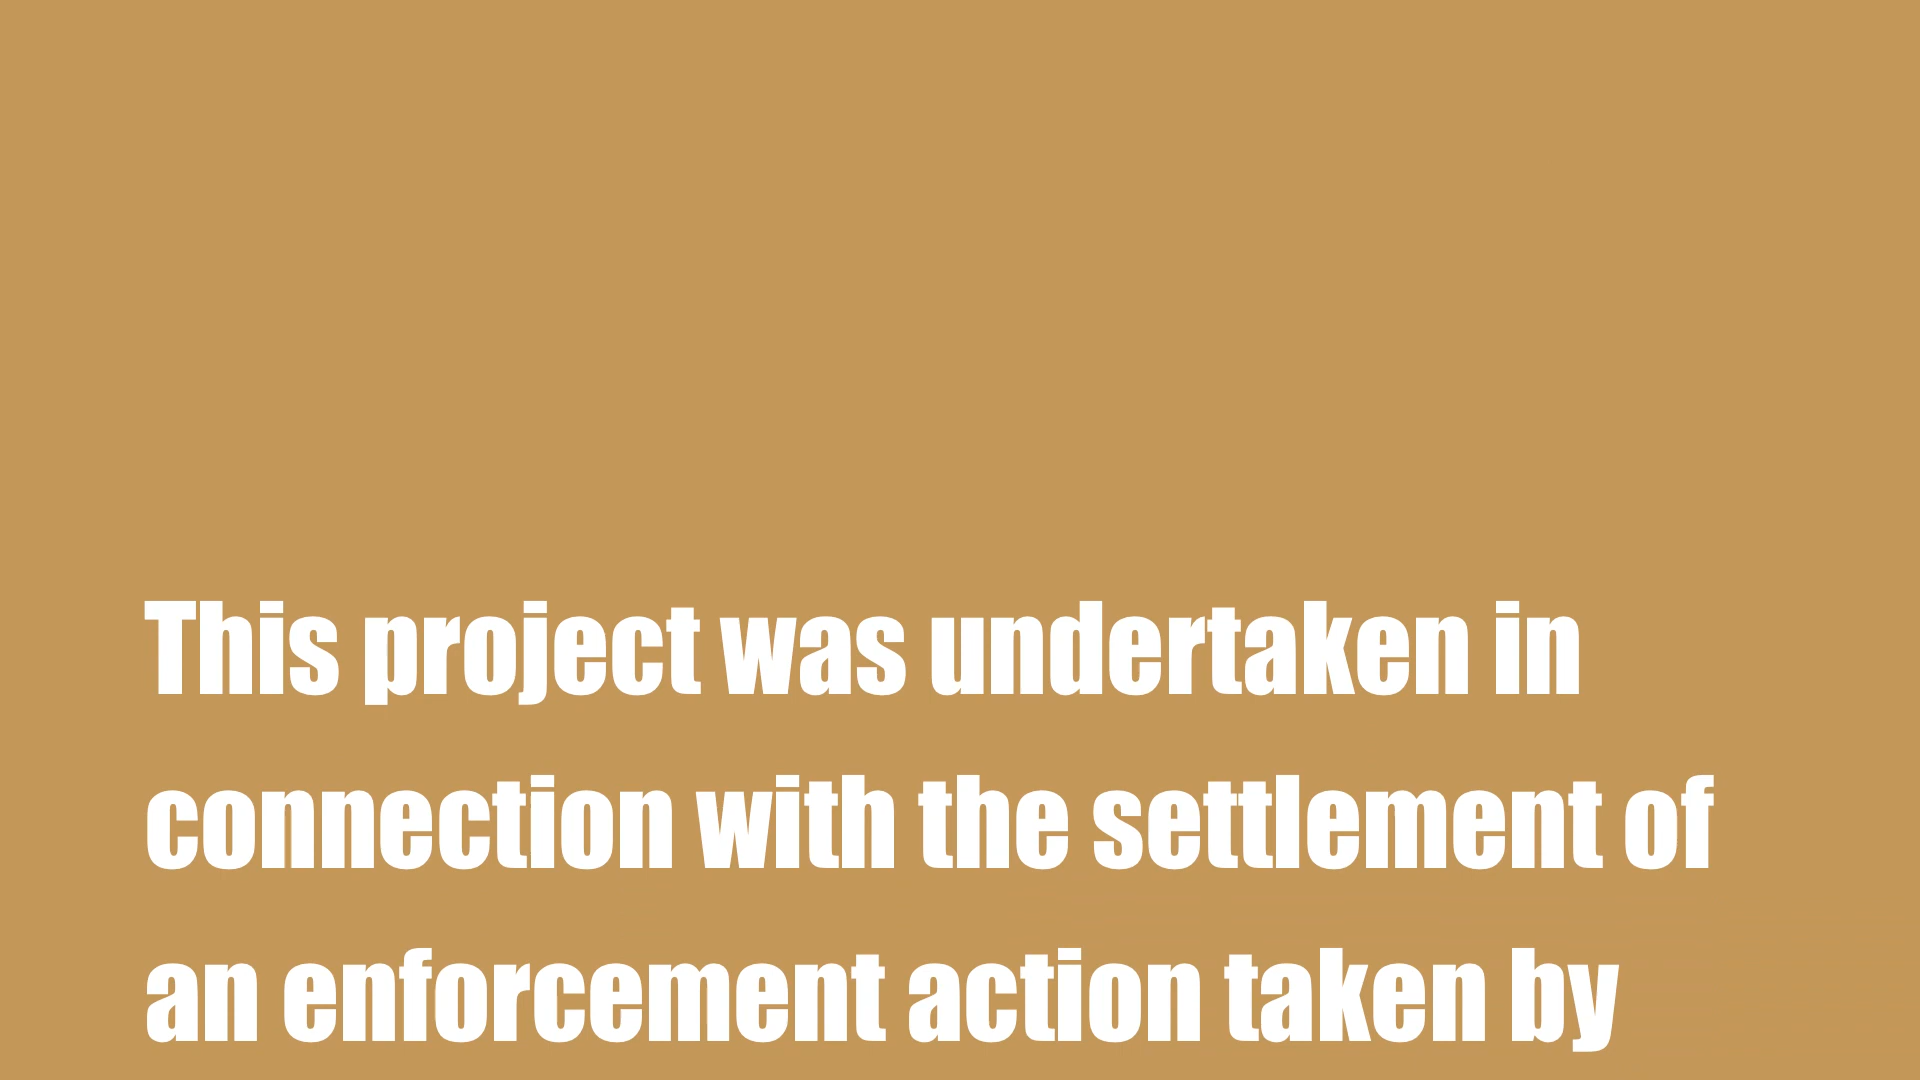 This project was undertaken in
connection with the settlement of
an enforcement action taken by